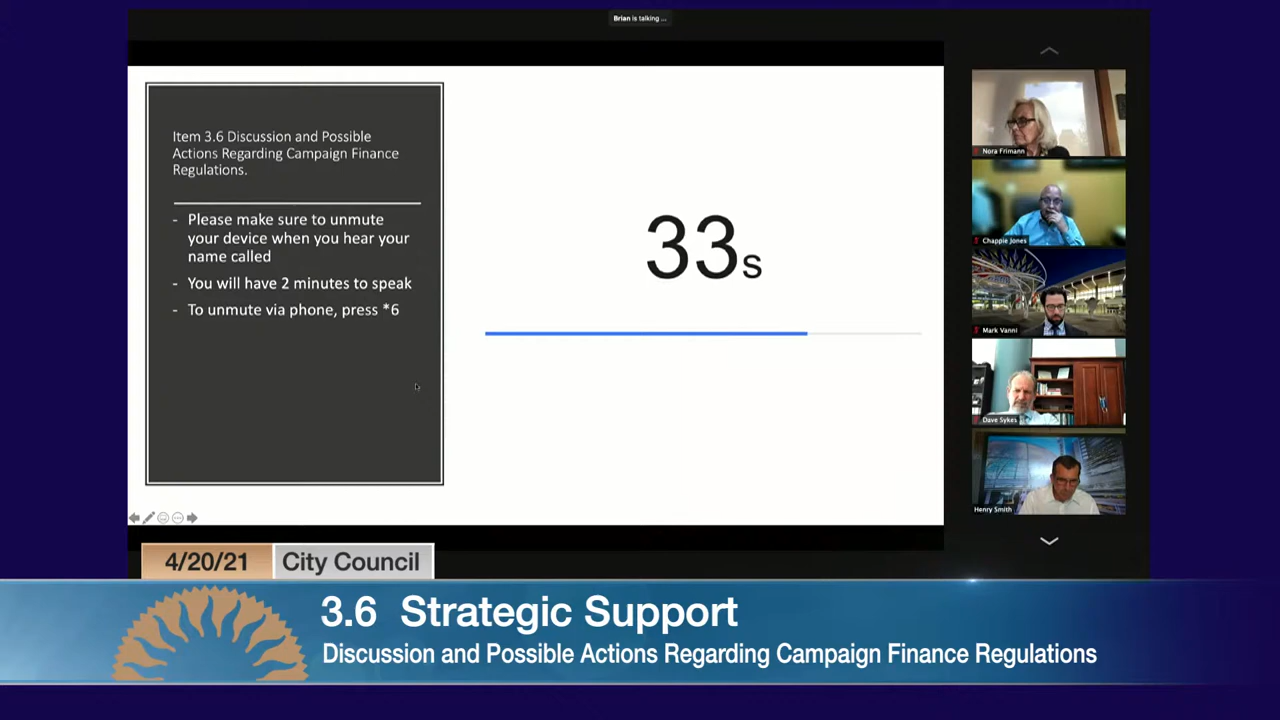 Brian is talking ...
Item 3.6 Discussion and Possible
Actions Regarding Campaign Finance
Regulations.
- Please make sure to unmute
your device when you hear your
name called
- You will have 2 minutes to speak
- To unmute via phone, press *6
33s
Nora Frimann
Chappie Jones
Mark Vanni
Dave Sykes
Henry Smith
4/20/21 City Council
3.6 Strategic Support
Discussion and Possible Actions Regarding Campaign Finance Regulations